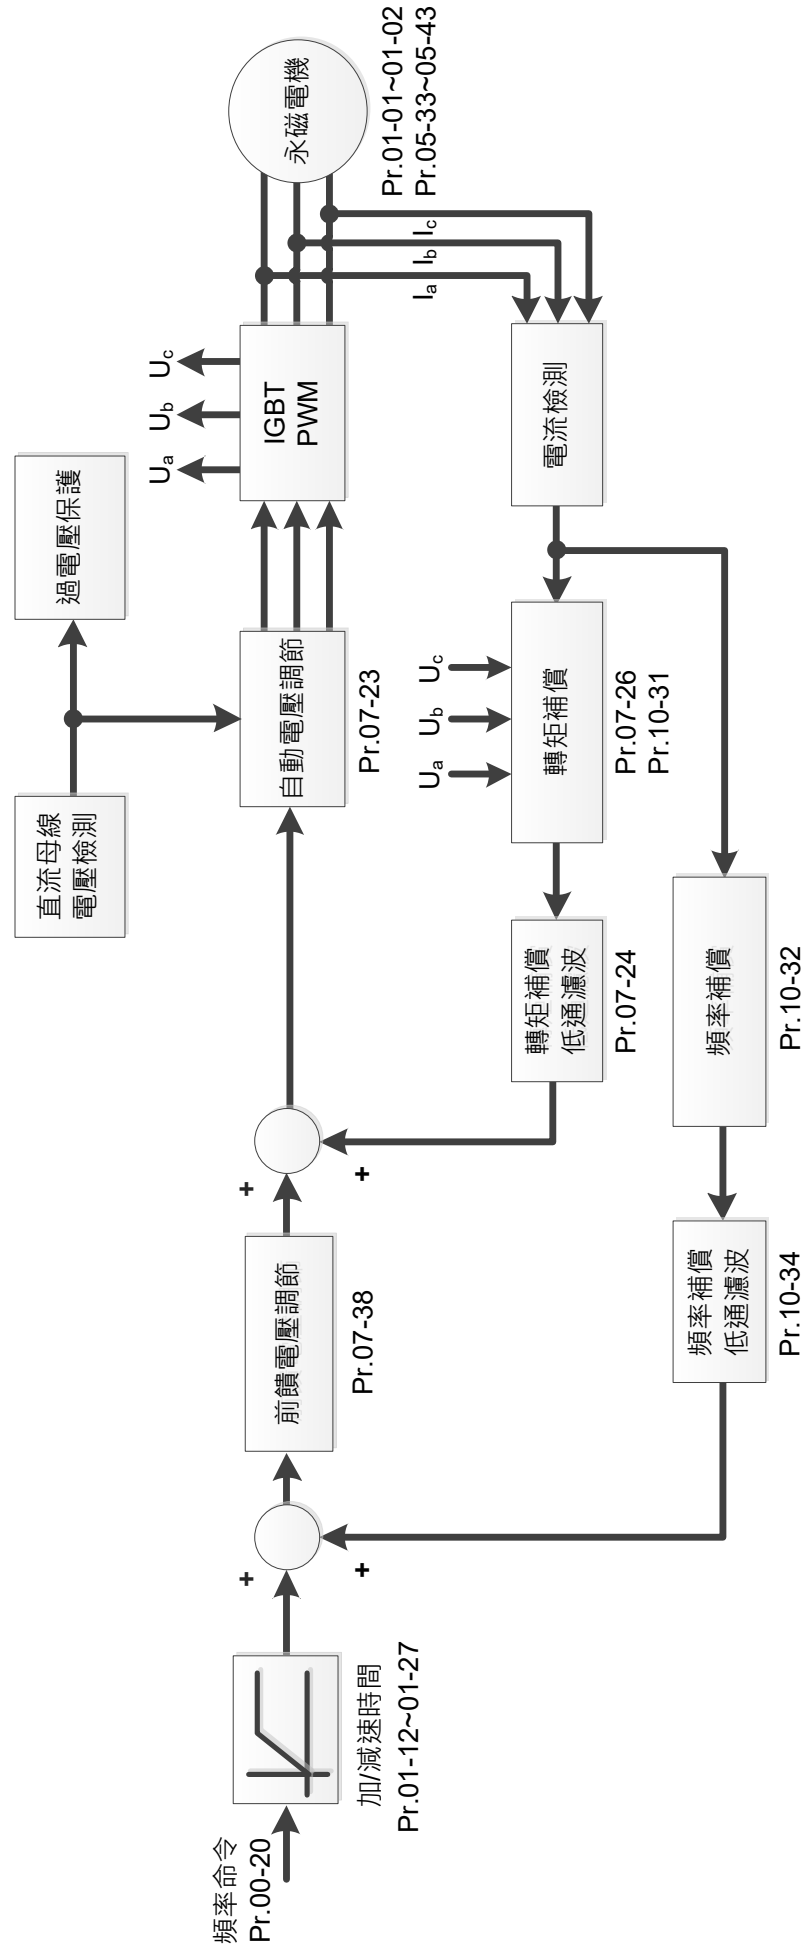 過電壓保護
直流母線
電壓檢測
頻率命令
Pr.00-20
加/減速時間
Pr.01-12~01-27
+
+
前饋電壓調節
Pr.07-38
+
+
自動電壓調節
Pr.07-23
Ua
Ub
Uc
IGBT
PWM
永磁電機
Pr.01-01~01-02
Pr.05-33~05-43
Ia
Ib
Ic
電流檢測
Ua
Ub
Uc
轉矩補償
Pr.07-26
Pr.10-31
轉矩補償
低通濾波
Pr.07-24
頻率補償
Pr.10-32
頻率補償
低通濾波
Pr.10-34